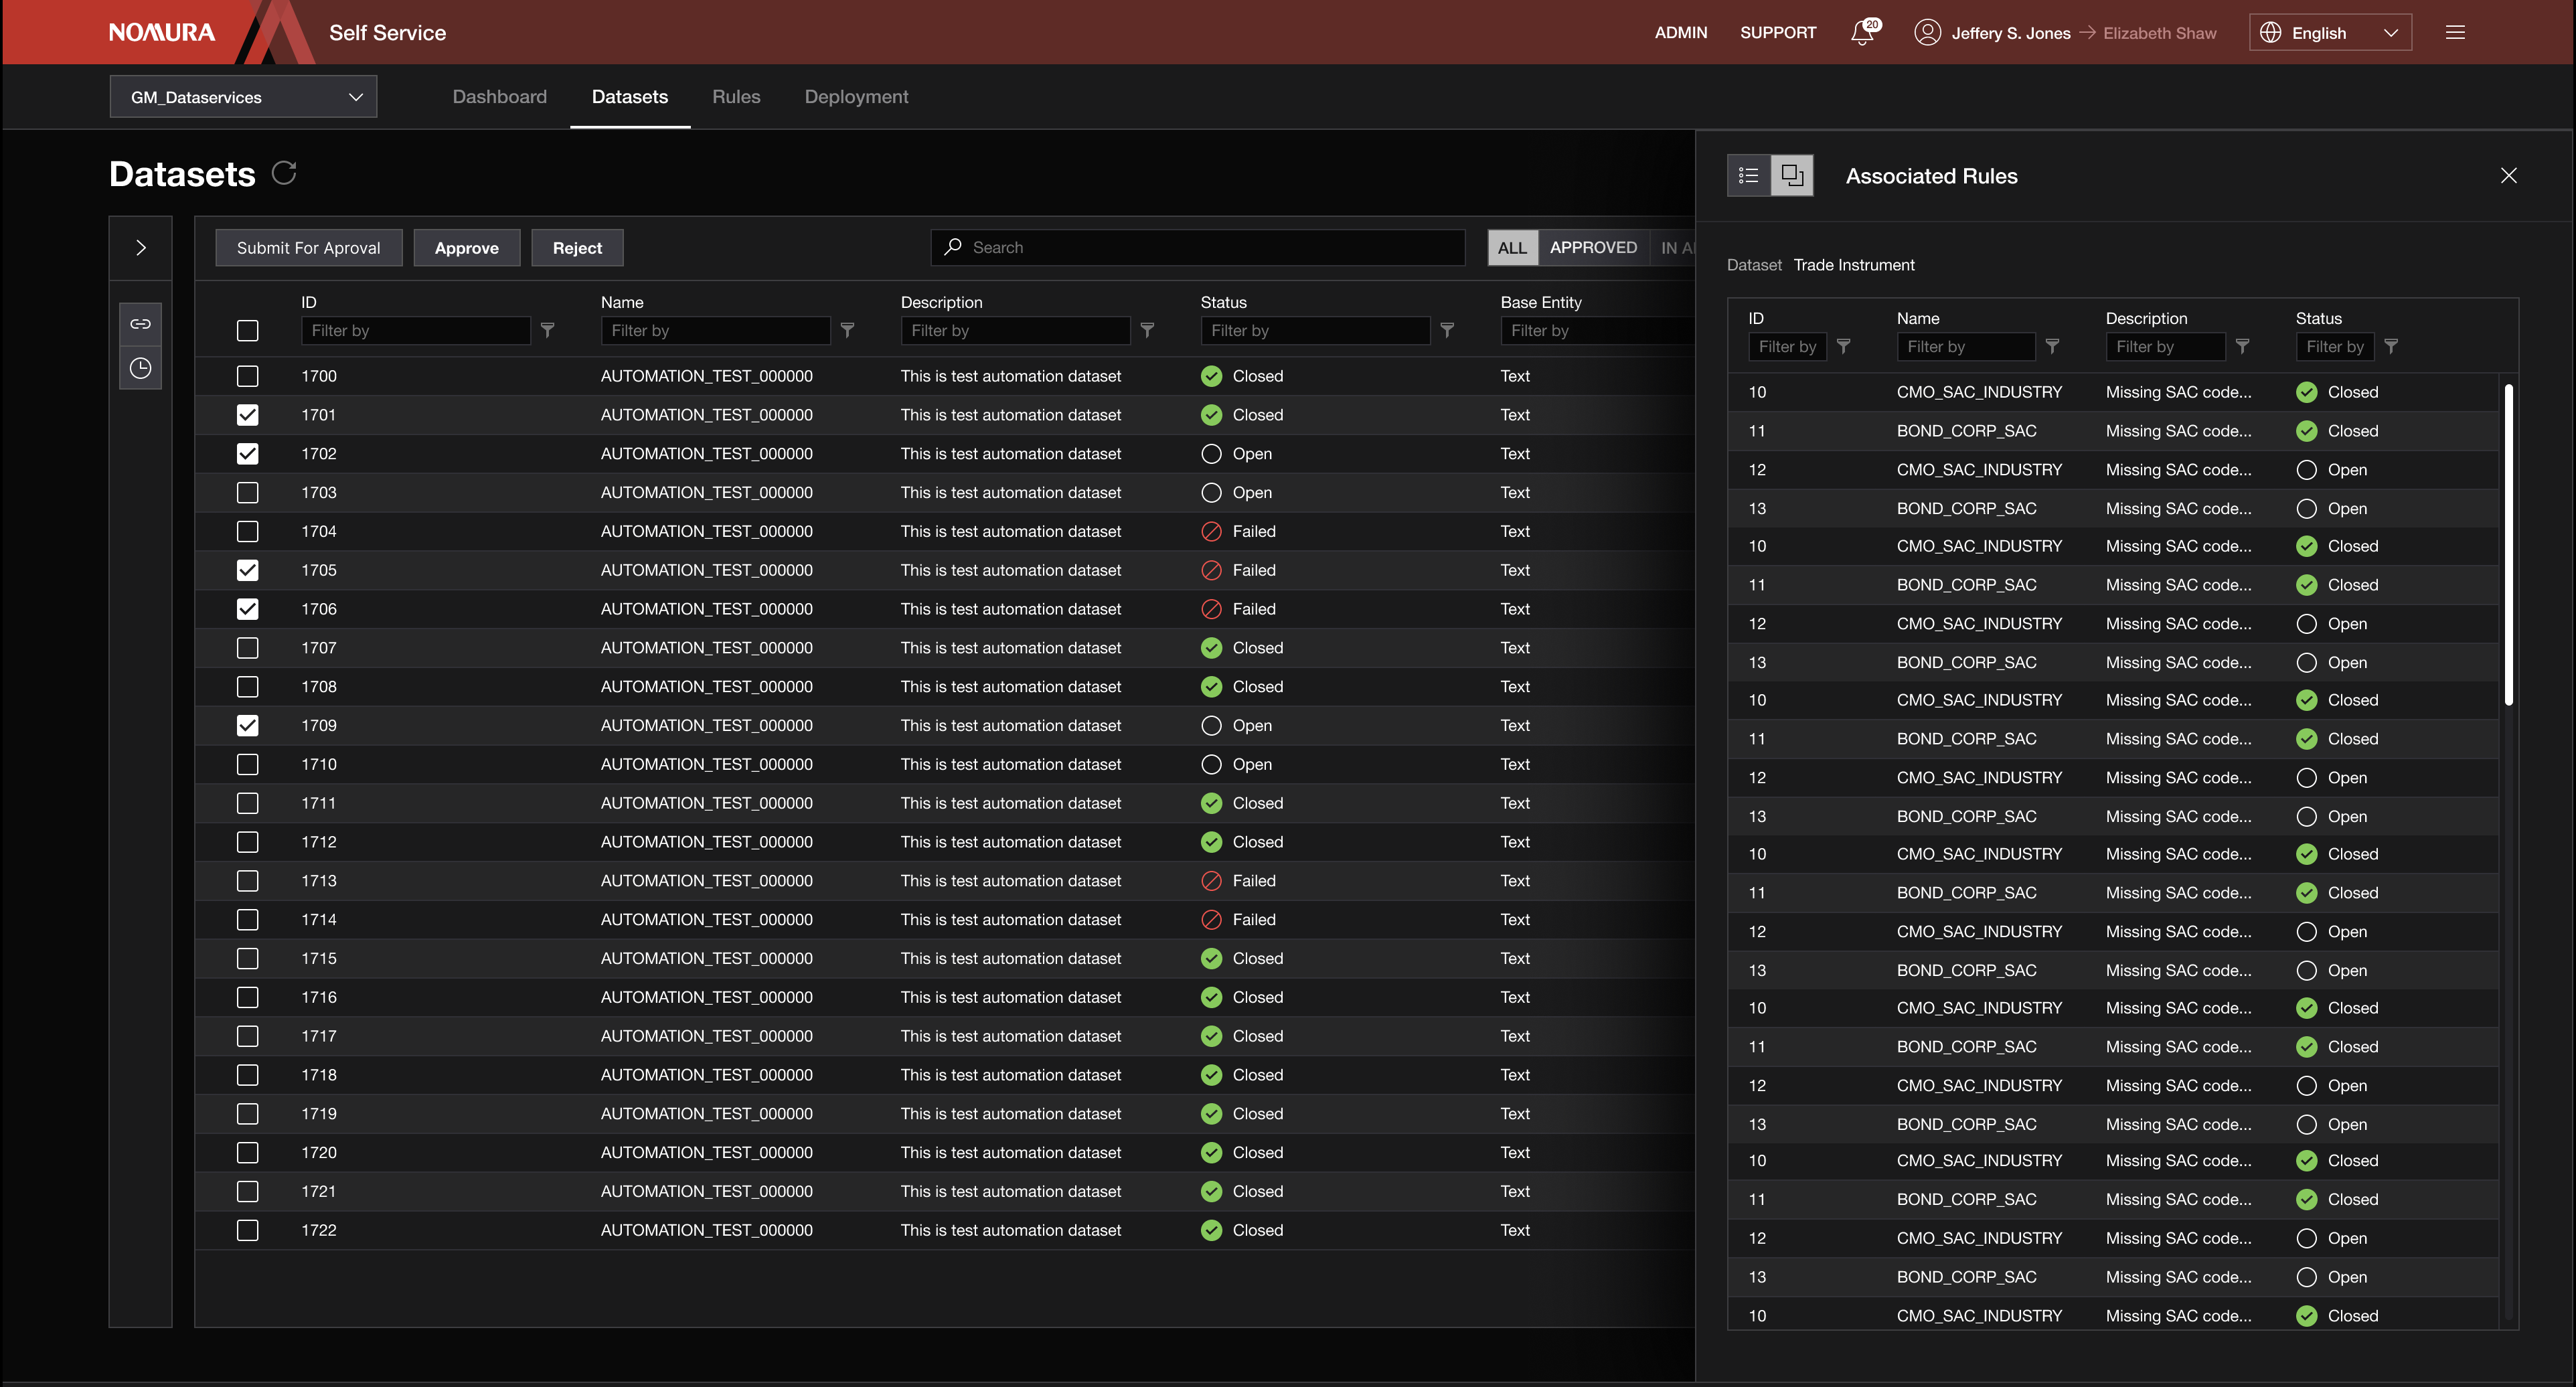 NOMURA
Self Service
ADMIN SUPPORT 20 Jeffery S. Jones Elizabeth Shaw English
GM_Dataservices
Dashboard Datasets Rules Deployment
Datasets
Submit For Aproval Approve Reject
Search
ALL APPROVED IN A
ID Name Description Status Base Entity
Filter by Filter by Filter by Filter by Filter by
1700 AUTOMATION_TEST_000000 This is test automation dataset Closed Text
1701 AUTOMATION_TEST_000000 This is test automation dataset Closed Text
1702 AUTOMATION_TEST_000000 This is test automation dataset Open Text
1703 AUTOMATION_TEST_000000 This is test automation dataset Open Text
1704 AUTOMATION_TEST_000000 This is test automation dataset Failed Text
1705 AUTOMATION_TEST_000000 This is test automation dataset Failed Text
1706 AUTOMATION_TEST_000000 This is test automation dataset Failed Text
1707 AUTOMATION_TEST_000000 This is test automation dataset Closed Text
1708 AUTOMATION_TEST_000000 This is test automation dataset Closed Text
1709 AUTOMATION_TEST_000000 This is test automation dataset Open Text
1710 AUTOMATION_TEST_000000 This is test automation dataset Open Text
1711 AUTOMATION_TEST_000000 This is test automation dataset Closed Text
1712 AUTOMATION_TEST_000000 This is test automation dataset Closed Text
1713 AUTOMATION_TEST_000000 This is test automation dataset Failed Text
1714 AUTOMATION_TEST_000000 This is test automation dataset Failed Text
1715 AUTOMATION_TEST_000000 This is test automation dataset Closed Text
1716 AUTOMATION_TEST_000000 This is test automation dataset Closed Text
1717 AUTOMATION_TEST_000000 This is test automation dataset Closed Text
1718 AUTOMATION_TEST_000000 This is test automation dataset Closed Text
1719 AUTOMATION_TEST_000000 This is test automation dataset Closed Text
1720 AUTOMATION_TEST_000000 This is test automation dataset Closed Text
1721 AUTOMATION_TEST_000000 This is test automation dataset Closed Text
1722 AUTOMATION_TEST_000000 This is test automation dataset Closed Text
Associated Rules
Dataset Trade Instrument
ID Name Description Status
Filter by Filter by Filter by Filter by
10 CMO_SAC_INDUSTRY Missing SAC code... Closed
11 BOND_CORP_SAC Missing SAC code... Closed
12 CMO_SAC_INDUSTRY Missing SAC code... Open
13 BOND_CORP_SAC Missing SAC code... Open
10 CMO_SAC_INDUSTRY Missing SAC code... Closed
11 BOND_CORP_SAC Missing SAC code... Closed
12 CMO_SAC_INDUSTRY Missing SAC code... Open
13 BOND_CORP_SAC Missing SAC code... Open
10 CMO_SAC_INDUSTRY Missing SAC code... Closed
11 BOND_CORP_SAC Missing SAC code... Closed
12 CMO_SAC_INDUSTRY Missing SAC code... Open
13 BOND_CORP_SAC Missing SAC code... Open
10 CMO_SAC_INDUSTRY Missing SAC code... Closed
11 BOND_CORP_SAC Missing SAC code... Closed
12 CMO_SAC_INDUSTRY Missing SAC code... Open
13 BOND_CORP_SAC Missing SAC code... Open
10 CMO_SAC_INDUSTRY Missing SAC code... Closed
11 BOND_CORP_SAC Missing SAC code... Closed
12 CMO_SAC_INDUSTRY Missing SAC code... Open
13 BOND_CORP_SAC Missing SAC code... Open
10 CMO_SAC_INDUSTRY Missing SAC code... Closed
11 BOND_CORP_SAC Missing SAC code... Closed
12 CMO_SAC_INDUSTRY Missing SAC code... Open
13 BOND_CORP_SAC Missing SAC code... Open
10 CMO_SAC_INDUSTRY Missing SAC code... Closed